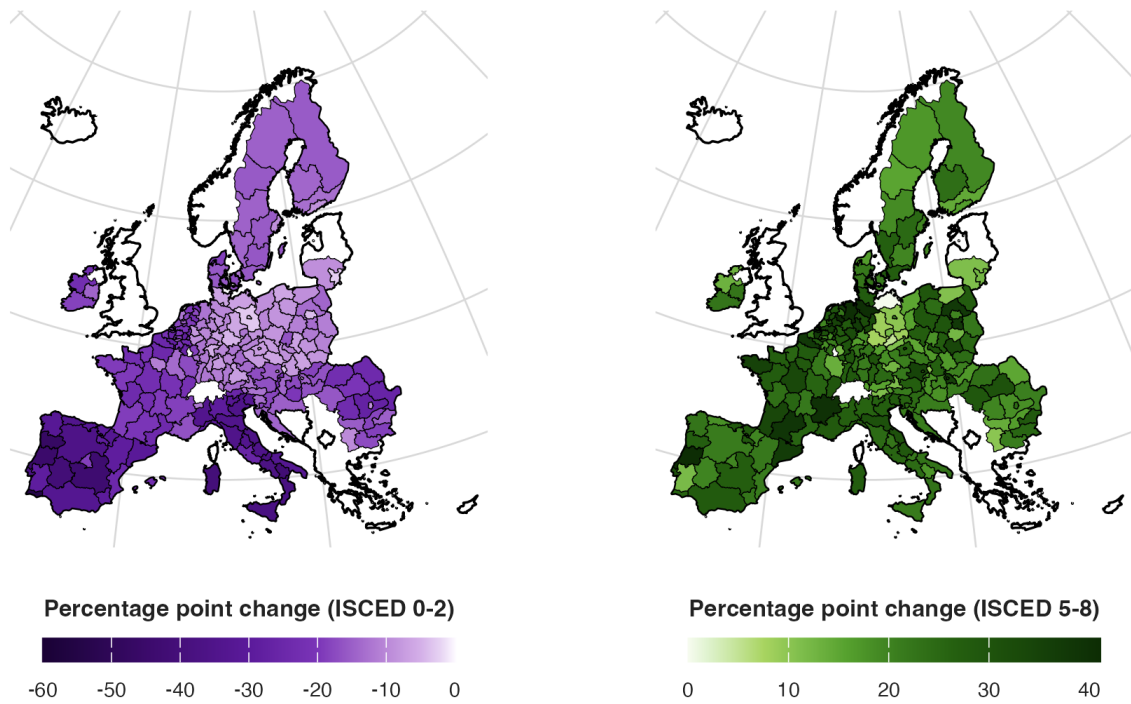 Percentage point change (ISCED 0-2)
-60 -50 -40 -30 -20 -10 0
Percentage point change (ISCED 5-8)
0 10 20 30 40